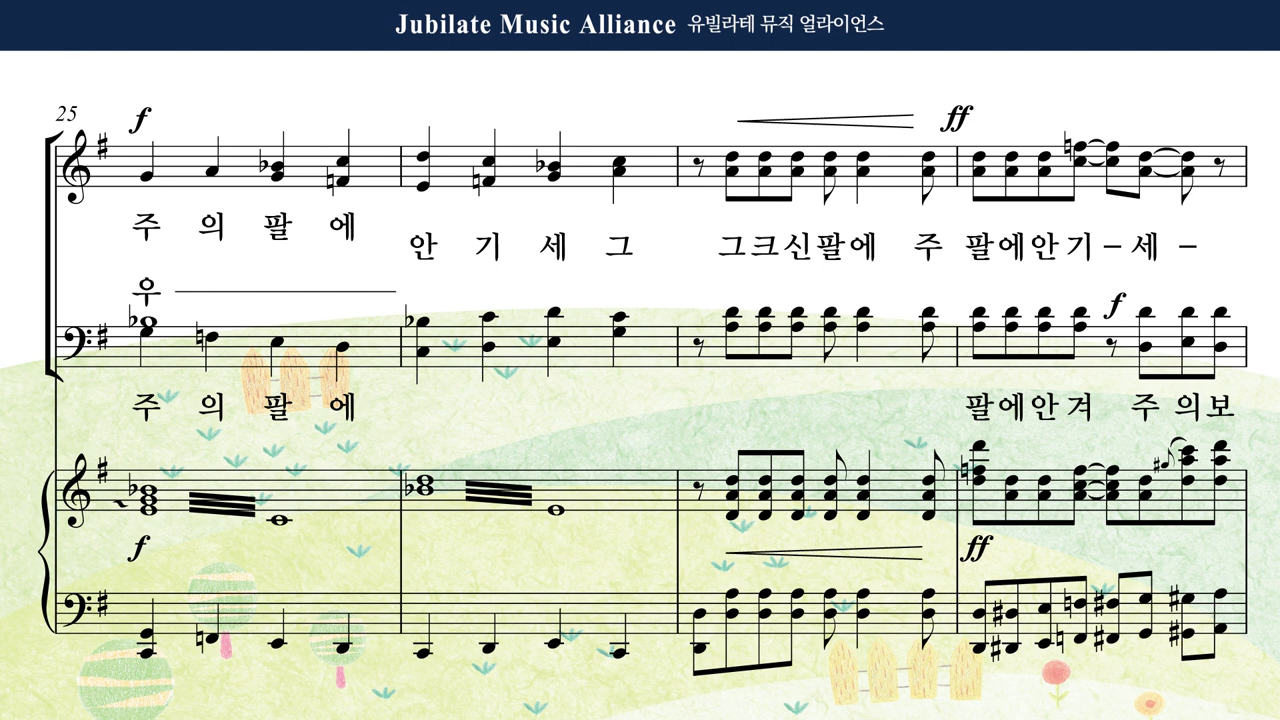 Jubilate Music Alliance 유빌라테 뮤직 얼라이언스
25
f
ff
주 의 팔 에 안 기 세 그 그크신팔에 주 팔에안기-세-
우
f
주 의 팔 에 팔에안겨 주 의보
f
ff